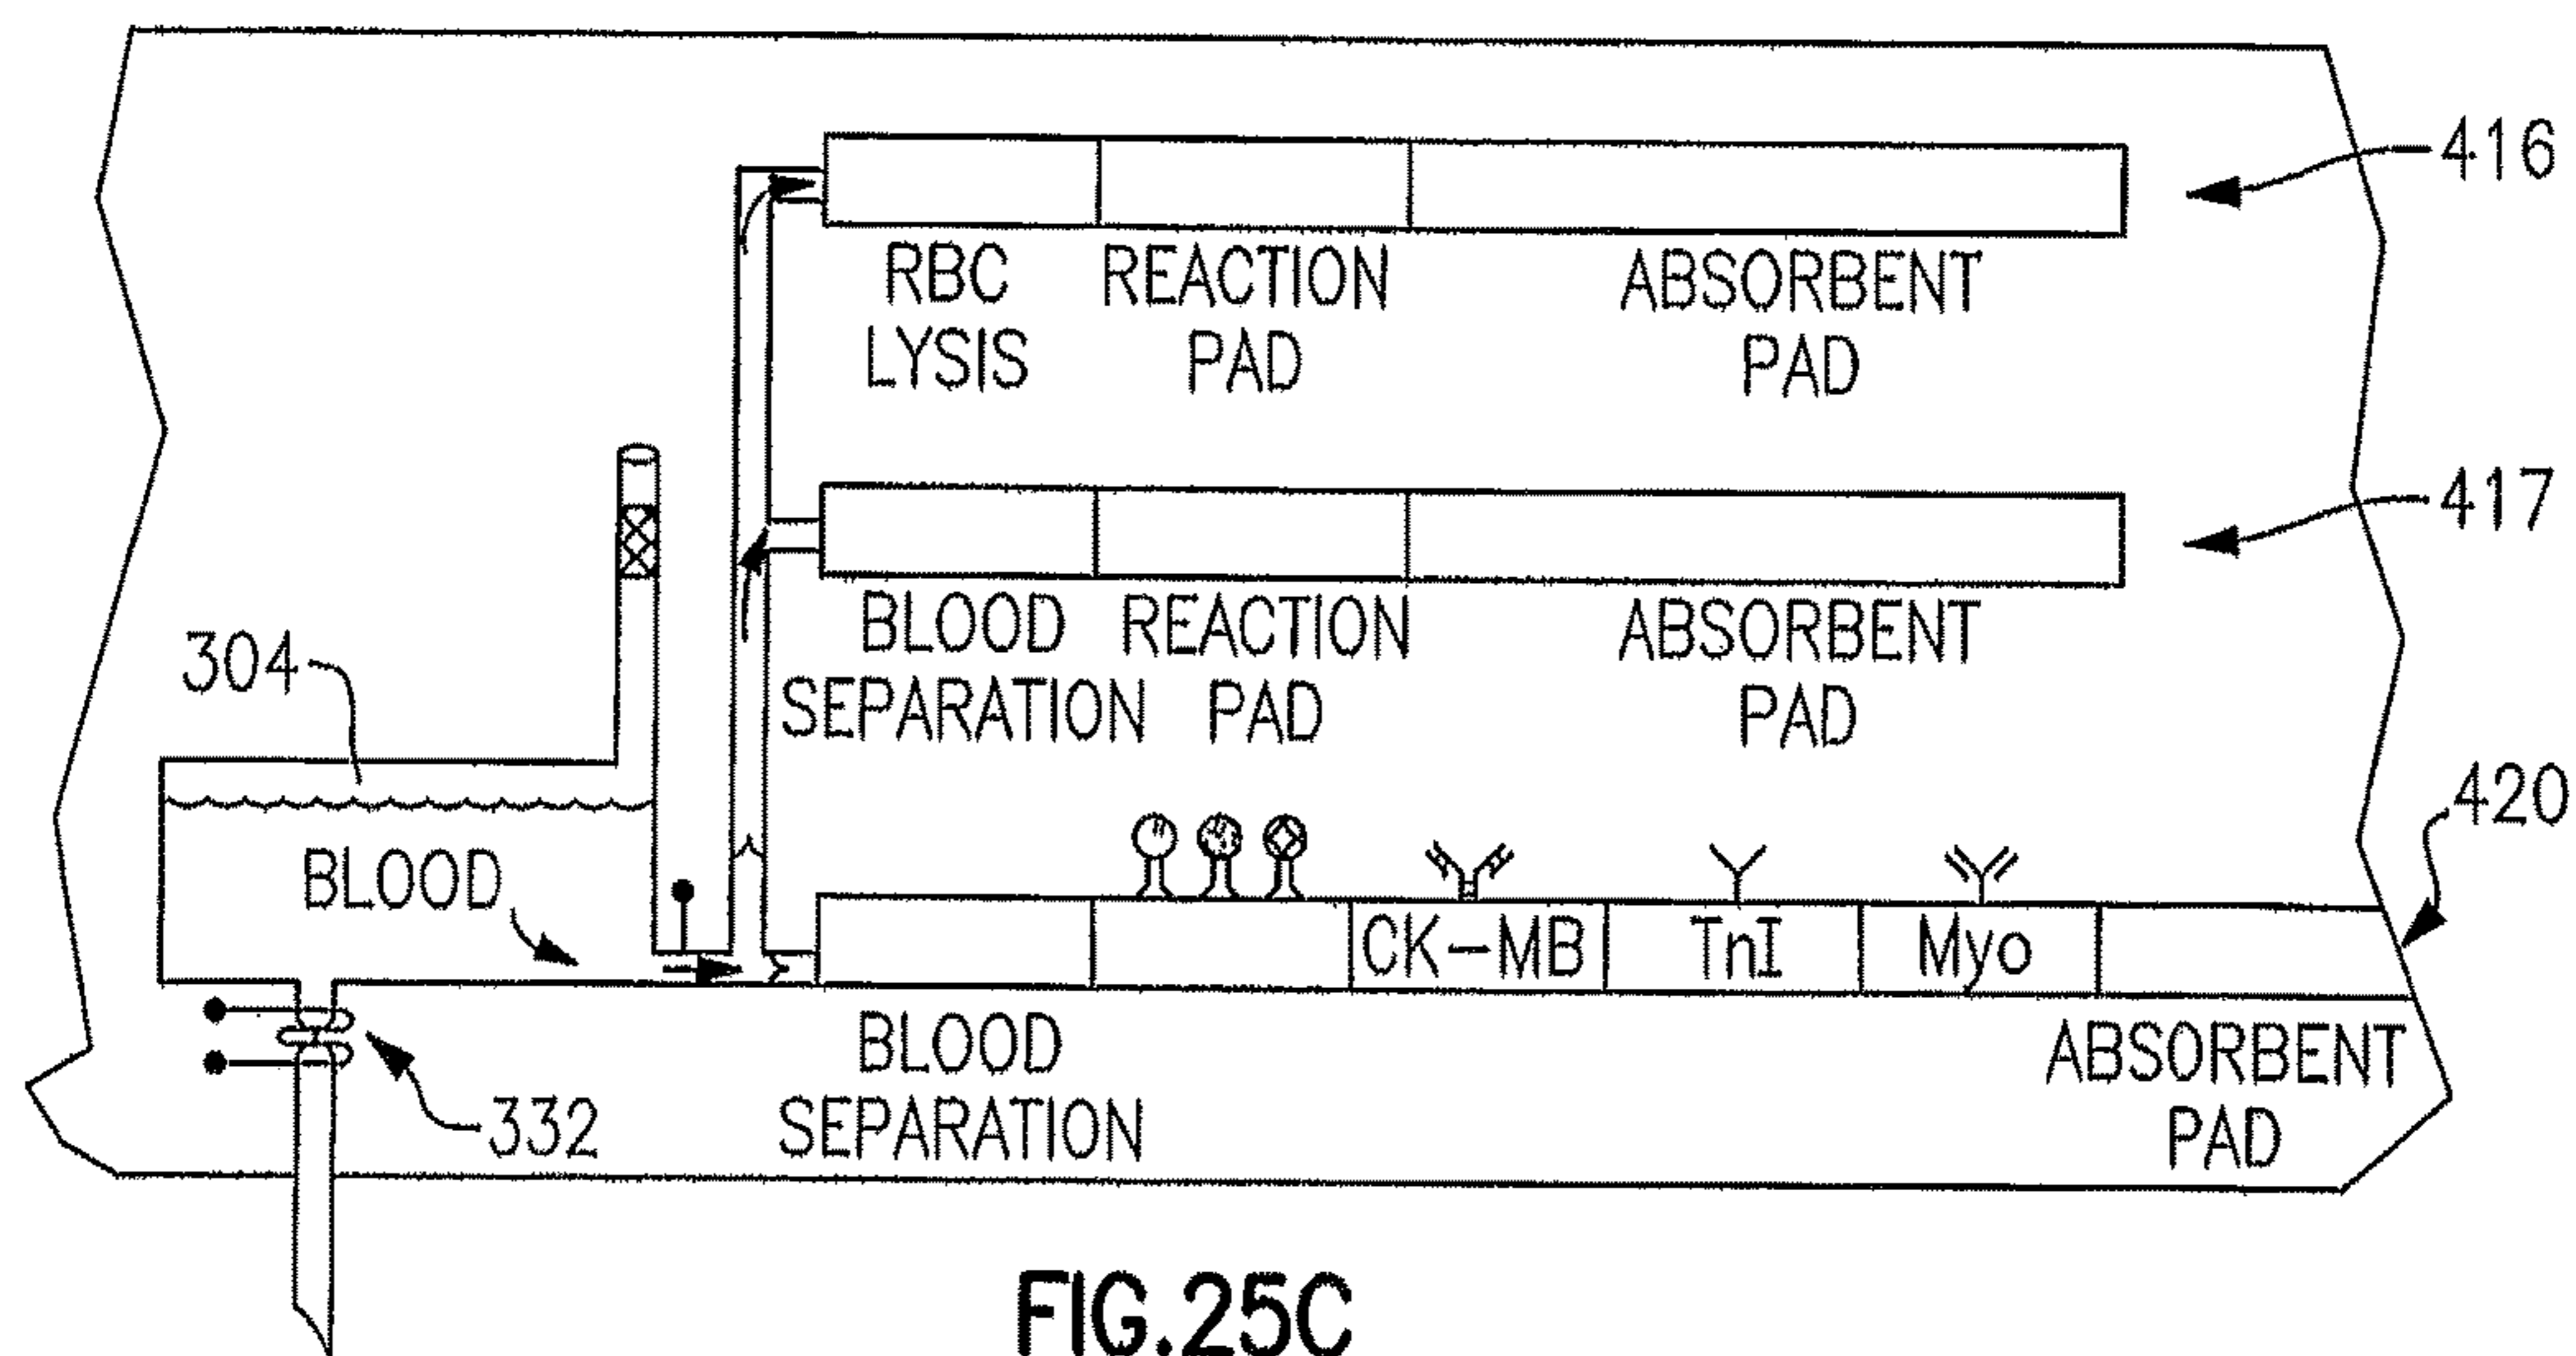 416
RBC LYSIS
REACTION PAD
ABSORBENT PAD
417
BLOOD SEPARATION
REACTION PAD
ABSORBENT PAD
304
420
BLOOD
CK-MB
TnI
Myo
332
BLOOD SEPARATION
ABSORBENT PAD
FIG.25C